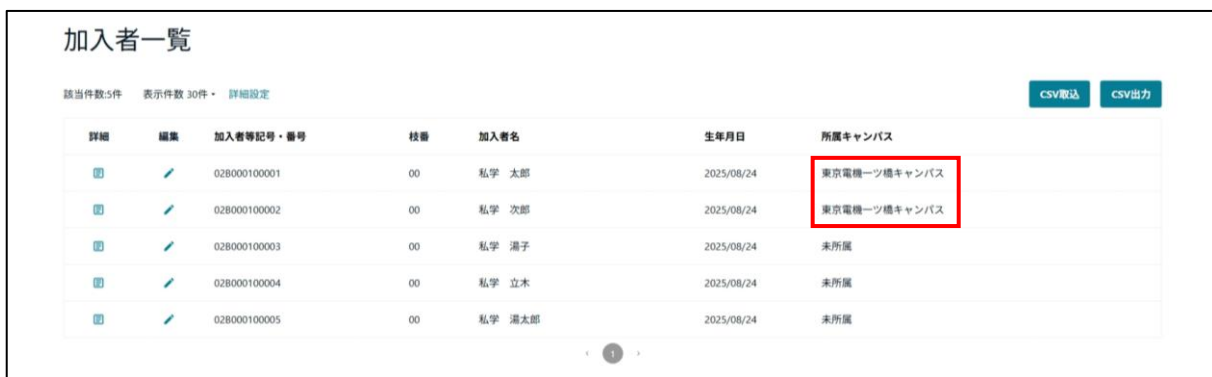 加入者一覧
該当件数:5件 表示件数 30件 詳細設定 CSV取込 CSV出力
詳細 編集 加入者等記号・番号 枝番 加入者名 生年月日 所属キャンパス
02B000100001 00 私学 太郎 2025/08/24 東京電機一ツ橋キャンパス
02B000100002 00 私学 次郎 2025/08/24 東京電機一ツ橋キャンパス
02B000100003 00 私学 湯子 2025/08/24 未所属
02B000100004 00 私学 立木 2025/08/24 未所属
02B000100005 00 私学 湯太郎 2025/08/24 未所属
‹ 1 ›